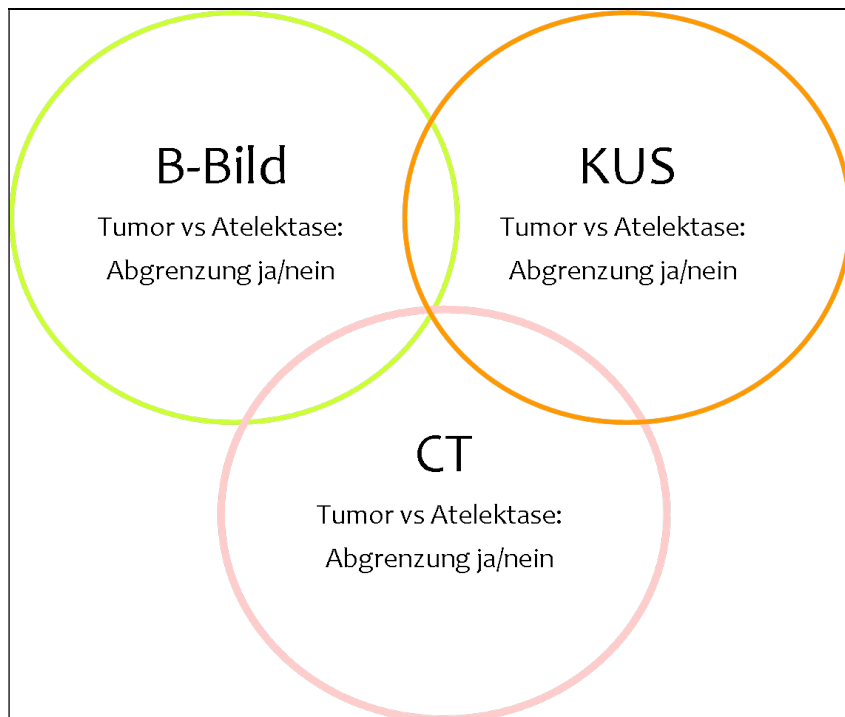 B-Bild
Tumor vs Atelektase:
Abgrenzung ja/nein
KUS
Tumor vs Atelektase:
Abgrenzung ja/nein
CT
Tumor vs Atelektase:
Abgrenzung ja/nein